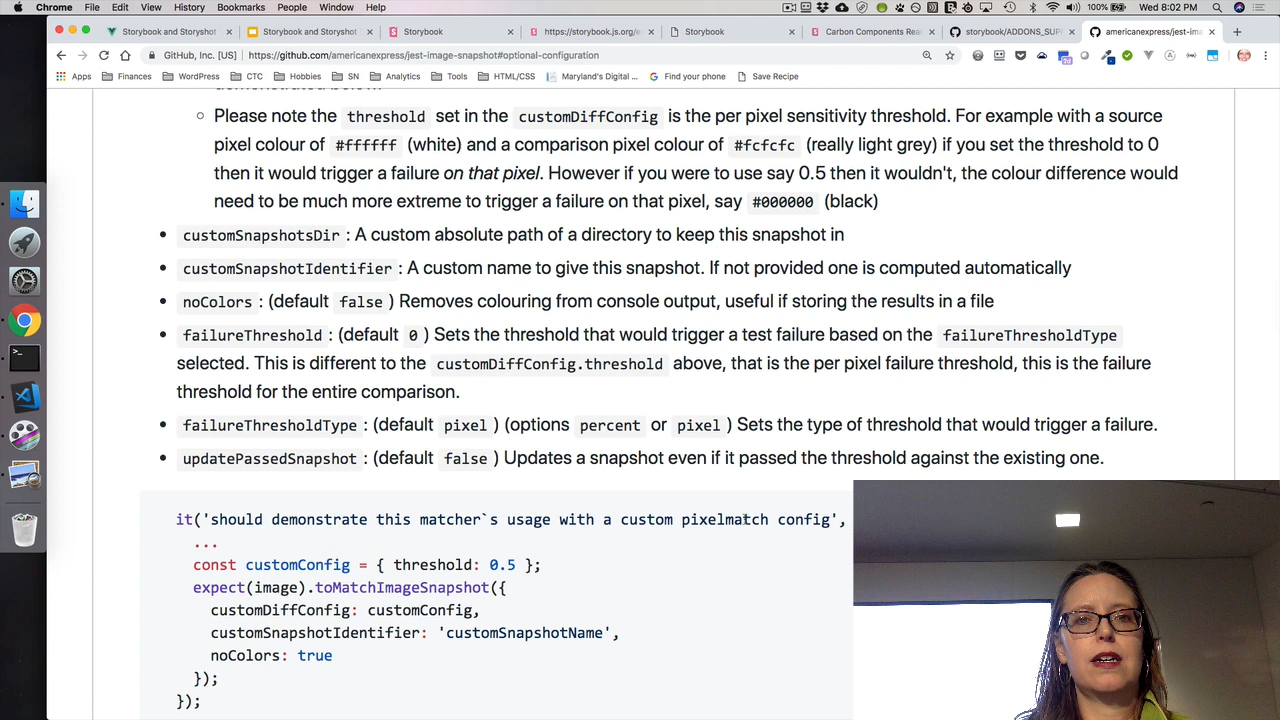 Chrome File Edit View History Bookmarks People Window Help 100% Wed 8:02 PM
Storybook and Storyshot × Storybook and Storyshot × Storybook × https://storybook.js.org/e × Storybook × Carbon Components Rea × storybook/ADDONS_SUP × americanexpress/jest-ima ×
GitHub, Inc. [US] | https://github.com/americanexpress/jest-image-snapshot#optional-configuration
Apps Finances WordPress CTC Hobbies SN Analytics Tools HTML/CSS Maryland's Digital ... Find your phone Save Recipe
demonstrated below
Please note the threshold set in the customDiffConfig is the per pixel sensitivity threshold. For example with a source
pixel colour of #ffffff (white) and a comparison pixel colour of #fcfcfc (really light grey) if you set the threshold to 0
then it would trigger a failure on that pixel. However if you were to use say 0.5 then it wouldn't, the colour difference would
need to be much more extreme to trigger a failure on that pixel, say #000000 (black)
• customSnapshotsDir : A custom absolute path of a directory to keep this snapshot in
• customSnapshotIdentifier : A custom name to give this snapshot. If not provided one is computed automatically
• noColors : (default false ) Removes colouring from console output, useful if storing the results in a file
• failureThreshold : (default 0 ) Sets the threshold that would trigger a test failure based on the failureThresholdType
selected. This is different to the customDiffConfig.threshold above, that is the per pixel failure threshold, this is the failure
threshold for the entire comparison.
• failureThresholdType : (default pixel ) (options percent or pixel ) Sets the type of threshold that would trigger a failure.
• updatePassedSnapshot : (default false ) Updates a snapshot even if it passed the threshold against the existing one.
it('should demonstrate this matcher`s usage with a custom pixelmatch config',
...
const customConfig = { threshold: 0.5 };
expect(image).toMatchImageSnapshot({
customDiffConfig: customConfig,
customSnapshotIdentifier: 'customSnapshotName',
noColors: true
});
});